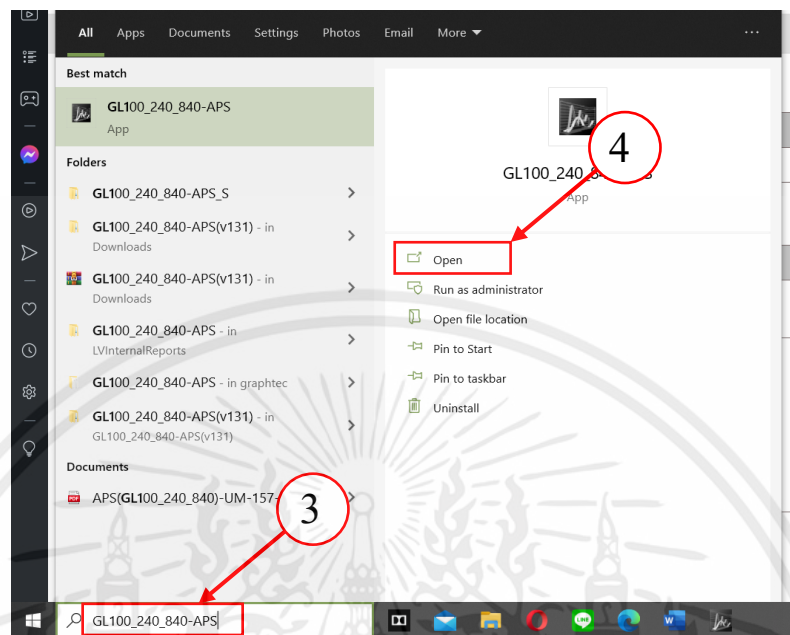 All Apps Documents Settings Photos Email More
Best match
GL100_240_840-APS
App
Folders
GL100_240_840-APS_S
GL100_240_840-APS(v131) - in
Downloads
GL100_240_840-APS(v131) - in
Downloads
GL100_240_840-APS - in
LVInternalReports
GL100_240_840-APS - in graphtec
GL100_240_840-APS(v131) - in
GL100_240_840-APS(v131)
Documents
APS(GL100_240_840)-UM-157-
3
GL100_240_840-APS
4
GL100_240_8
App
Open
Run as administrator
Open file location
Pin to Start
Pin to taskbar
Uninstall
LINE